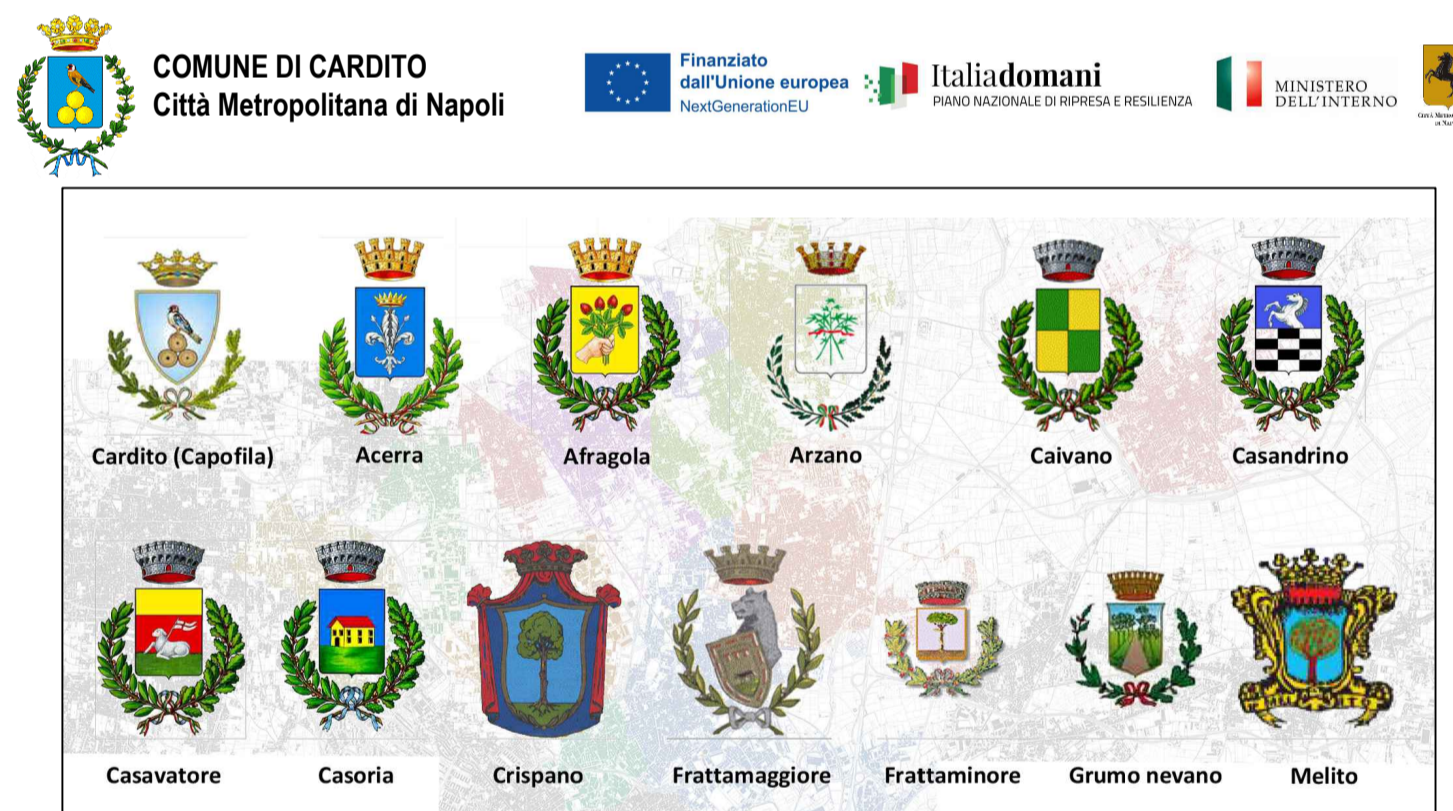 COMUNE DI CARDITO
Città Metropolitana di Napoli
Finanziato
dall'Unione europea
NextGenerationEU
Italiadomani
PIANO NAZIONALE DI RIPRESA E RESILIENZA
MINISTERO
DELL'INTERNO
Cardito (Capofila)
Acerra
Afragola
Arzano
Caivano
Casandrino
Casavatore
Casoria
Crispano
Frattamaggiore
Frattaminore
Grumo nevano
Melito